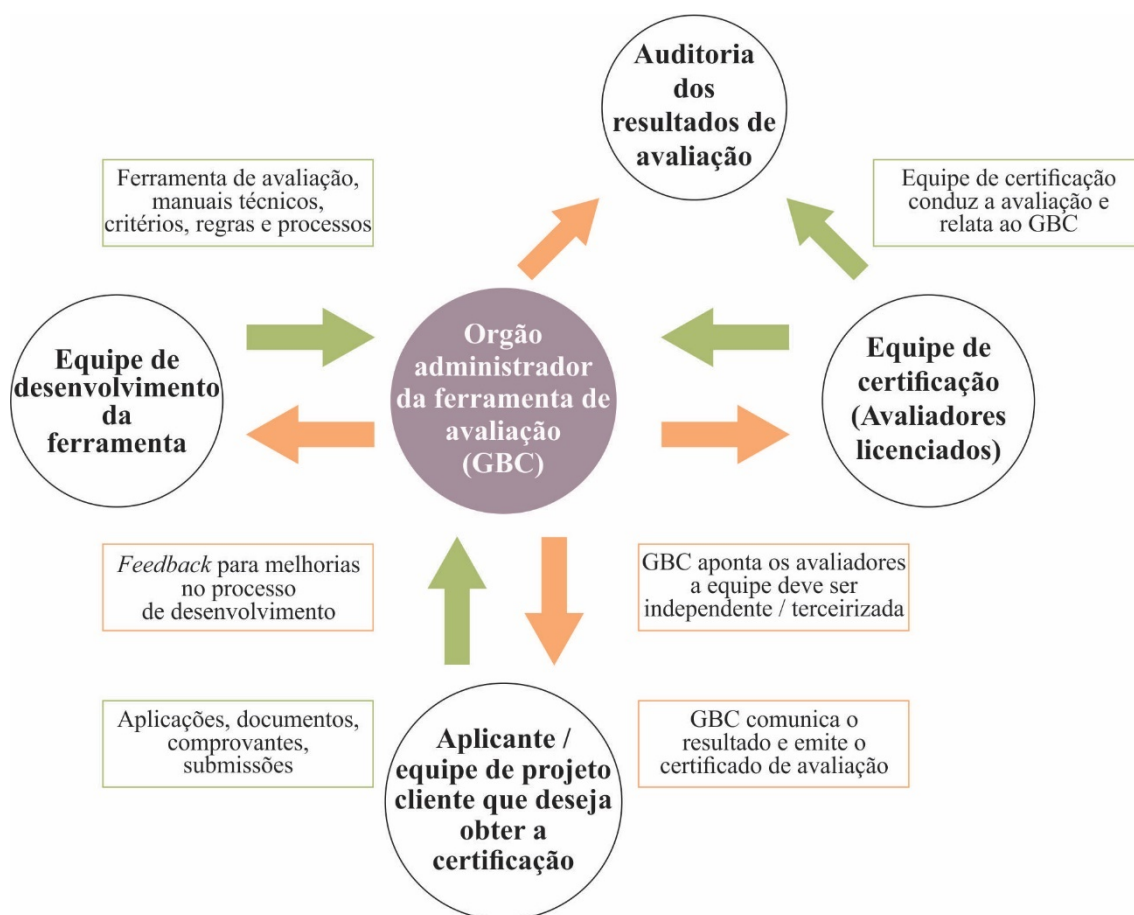 Auditoria
dos
resultados de
avaliação
Ferramenta de avaliação,
manuais técnicos,
critérios, regras e processos
Equipe de certificação
conduz a avaliação e
relata ao GBC
Equipe de
desenvolvimento
da
ferramenta
Orgão
administrador
da ferramenta de
avaliação
(GBC)
Equipe de
certificação
(Avaliadores
licenciados)
Feedback para melhorias
no processo
de desenvolvimento
GBC aponta os avaliadores
a equipe deve ser
independente / terceirizada
Aplicações, documentos,
comprovantes,
submissões
Aplicante /
equipe de projeto
cliente que deseja
obter a
certificação
GBC comunica o
resultado e emite o
certificado de avaliação